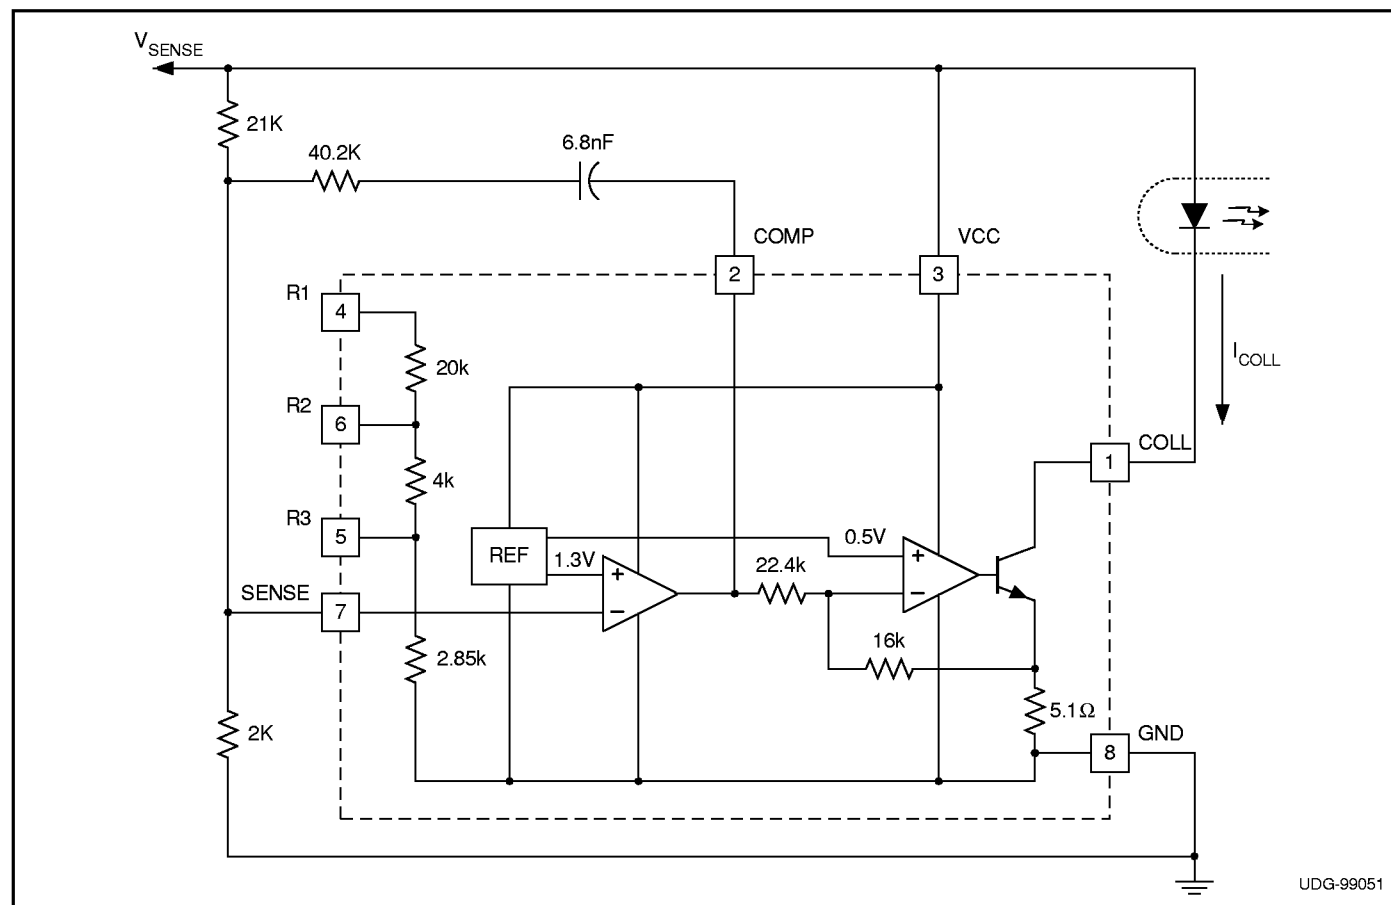 VSENSE
21K
40.2K
6.8nF
COMP
VCC
2
3
R1
4
20k
ICOLL
R2
6
4k
COLL
1
R3
5
REF
1.3V
0.5V
+
−
22.4k
+
−
SENSE
7
16k
2.85k
5.1Ω
2K
GND
8
UDG-99051